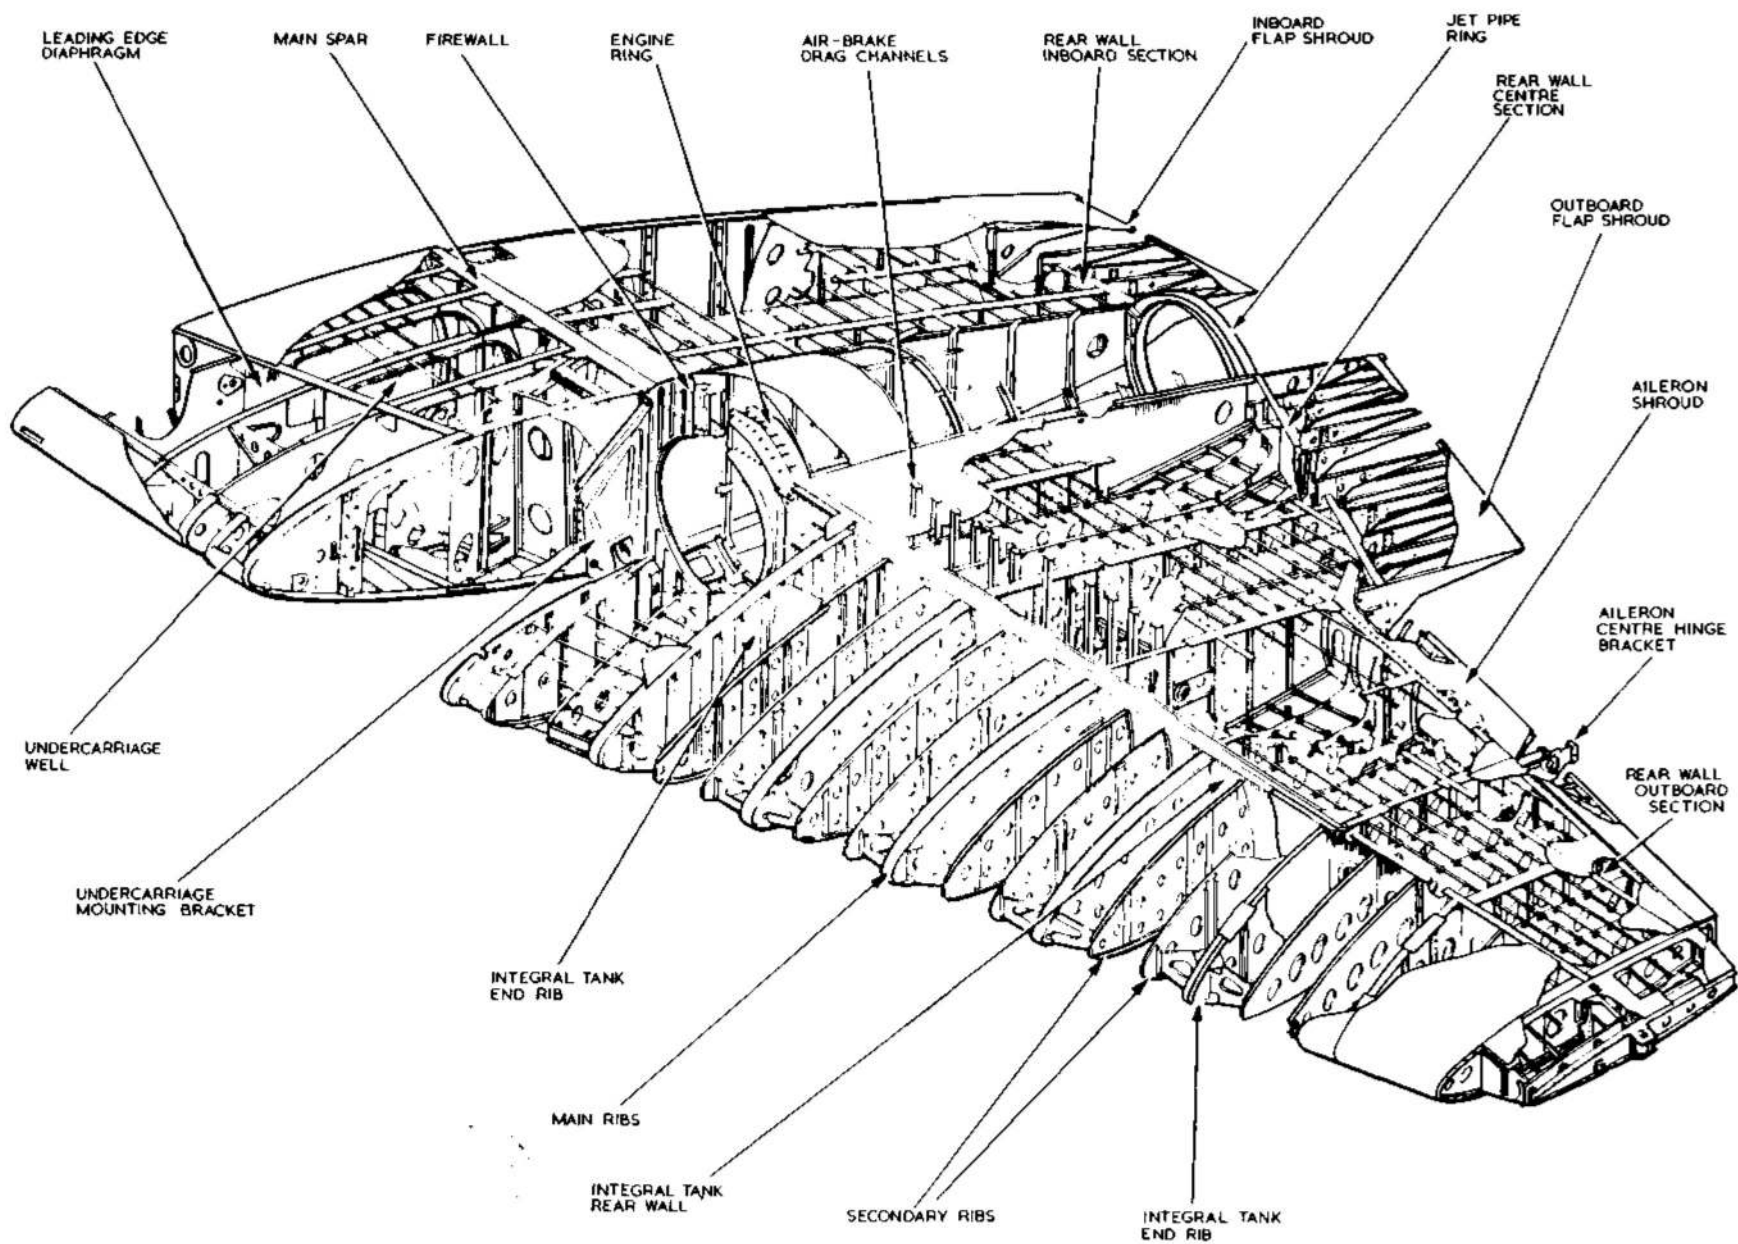 LEADING EDGE
DIAPHRAGM
MAIN SPAR
FIREWALL
ENGINE
RING
AIR-BRAKE
DRAG CHANNELS
REAR WALL
INBOARD SECTION
INBOARD
FLAP SHROUD
JET PIPE
RING
REAR WALL
CENTRE
SECTION
OUTBOARD
FLAP SHROUD
AILERON
SHROUD
AILERON
CENTRE HINGE
BRACKET
REAR WALL
OUTBOARD
SECTION
UNDERCARRIAGE
WELL
UNDERCARRIAGE
MOUNTING BRACKET
INTEGRAL TANK
END RIB
MAIN RIBS
INTEGRAL TANK
REAR WALL
SECONDARY RIBS
INTEGRAL TANK
END RIB